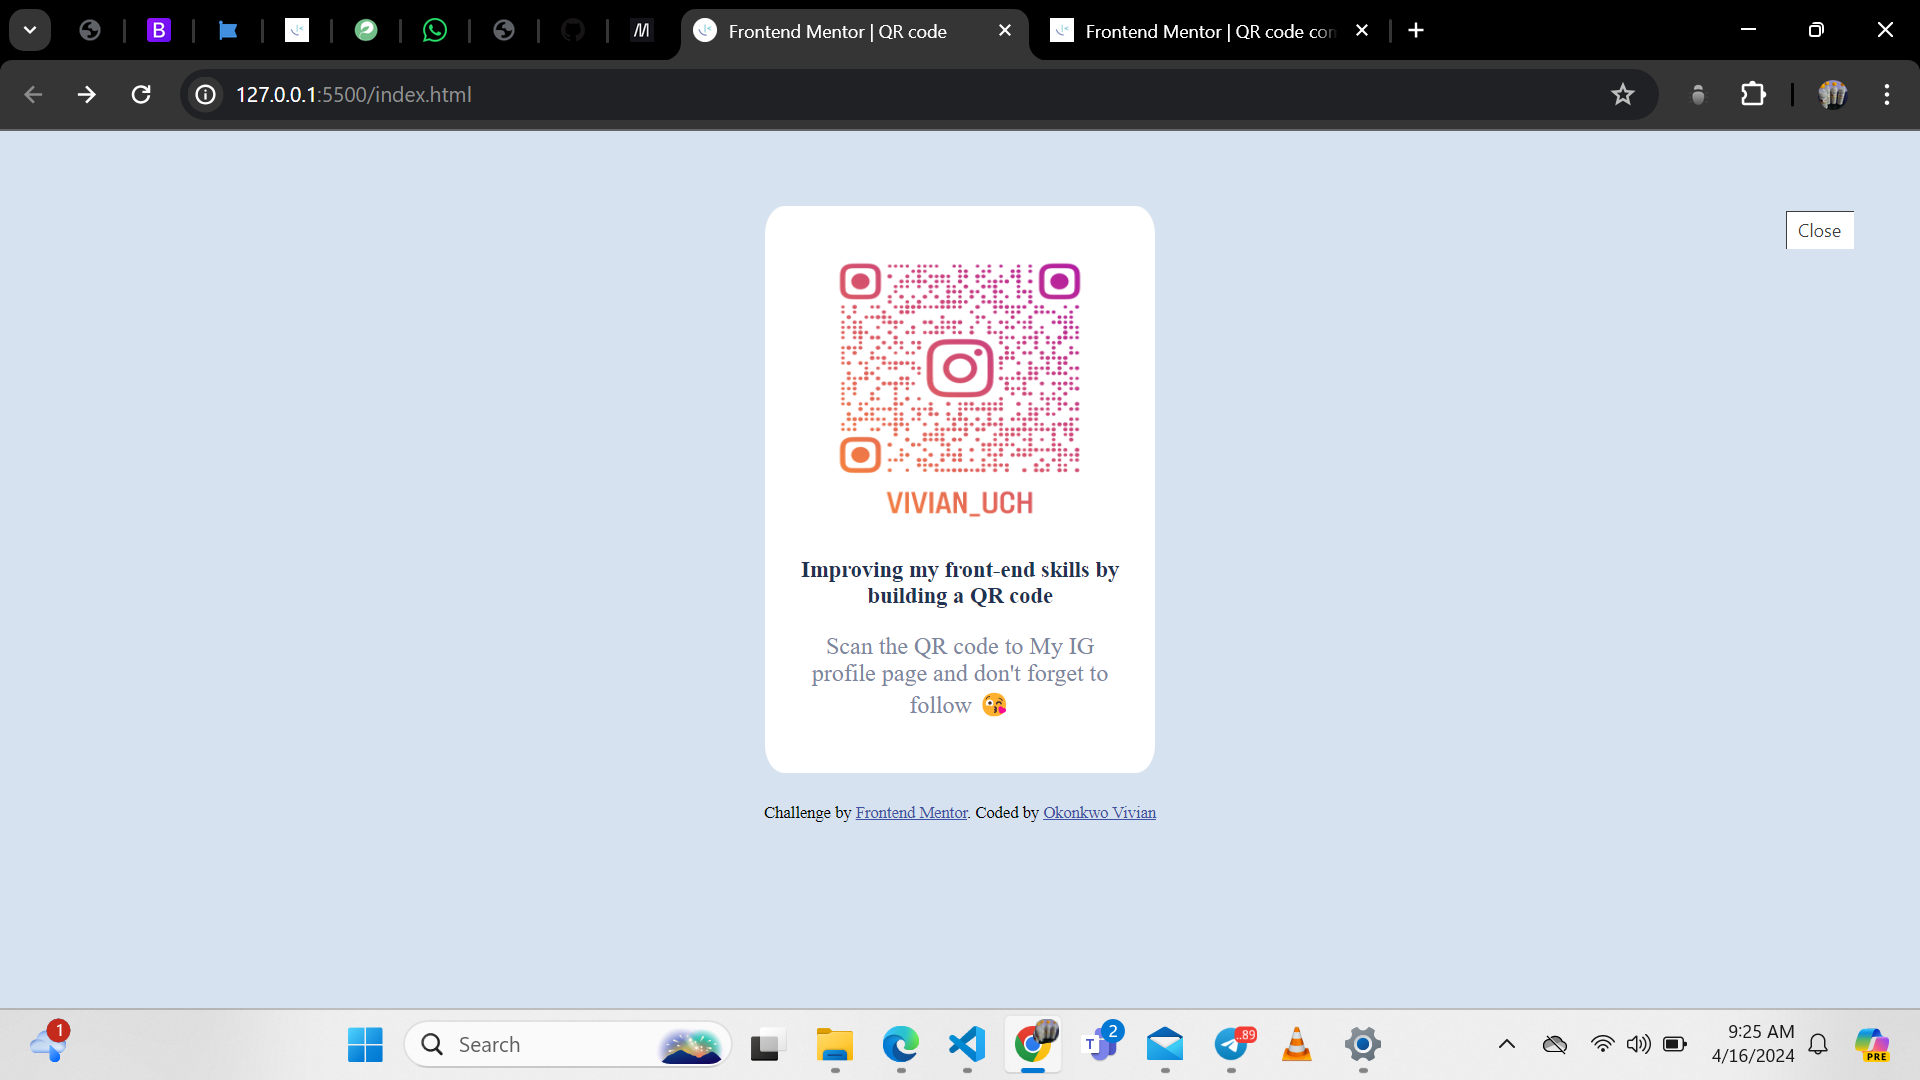 B
Frontend Mentor | QR code
Frontend Mentor | QR code con
127.0.0.1:5500/index.html
Close
VIVIAN_UCH
Improving my front-end skills by
building a QR code
Scan the QR code to My IG
profile page and don't forget to
follow 😘
Challenge by Frontend Mentor. Coded by Okonkwo Vivian
1
Search
T
2
..89
9:25 AM
4/16/2024
PRE